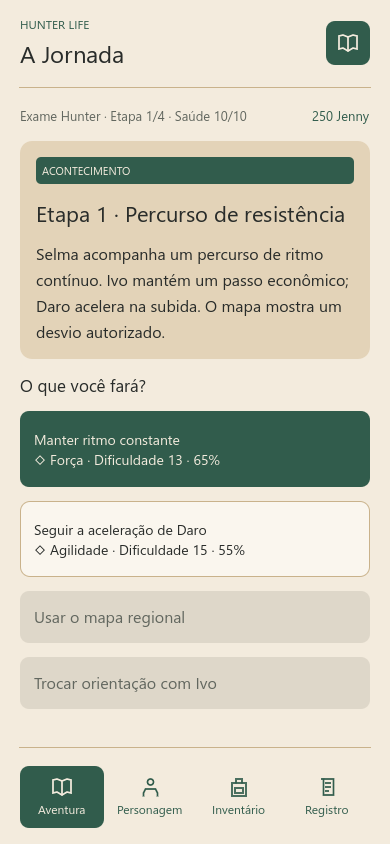 HUNTER LIFE
A Jornada
Exame Hunter · Etapa 1/4 · Saúde 10/10
250 Jenny
ACONTECIMENTO
Etapa 1 · Percurso de resistência
Selma acompanha um percurso de ritmo
contínuo. Ivo mantém um passo econômico;
Daro acelera na subida. O mapa mostra um
desvio autorizado.
O que você fará?
Manter ritmo constante
◇ Força · Dificuldade 13 · 65%
Seguir a aceleração de Daro
◇ Agilidade · Dificuldade 15 · 55%
Usar o mapa regional
Trocar orientação com Ivo
Aventura
Personagem
Inventário
Registro